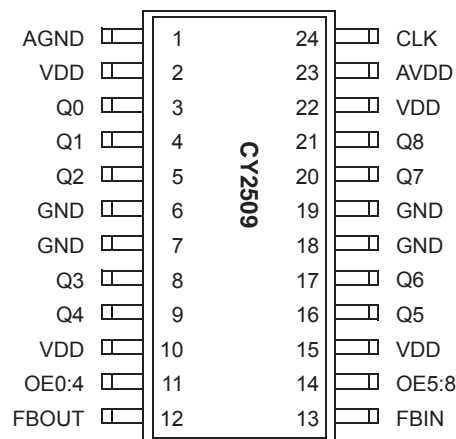 AGND 1 24 CLK
VDD 2 23 AVDD
Q0 3 22 VDD
Q1 4 21 Q8
Q2 5 20 Q7
GND 6 19 GND
GND 7 18 GND
Q3 8 17 Q6
Q4 9 16 Q5
VDD 10 15 VDD
OE0:4 11 14 OE5:8
FBOUT 12 13 FBIN
CY2509